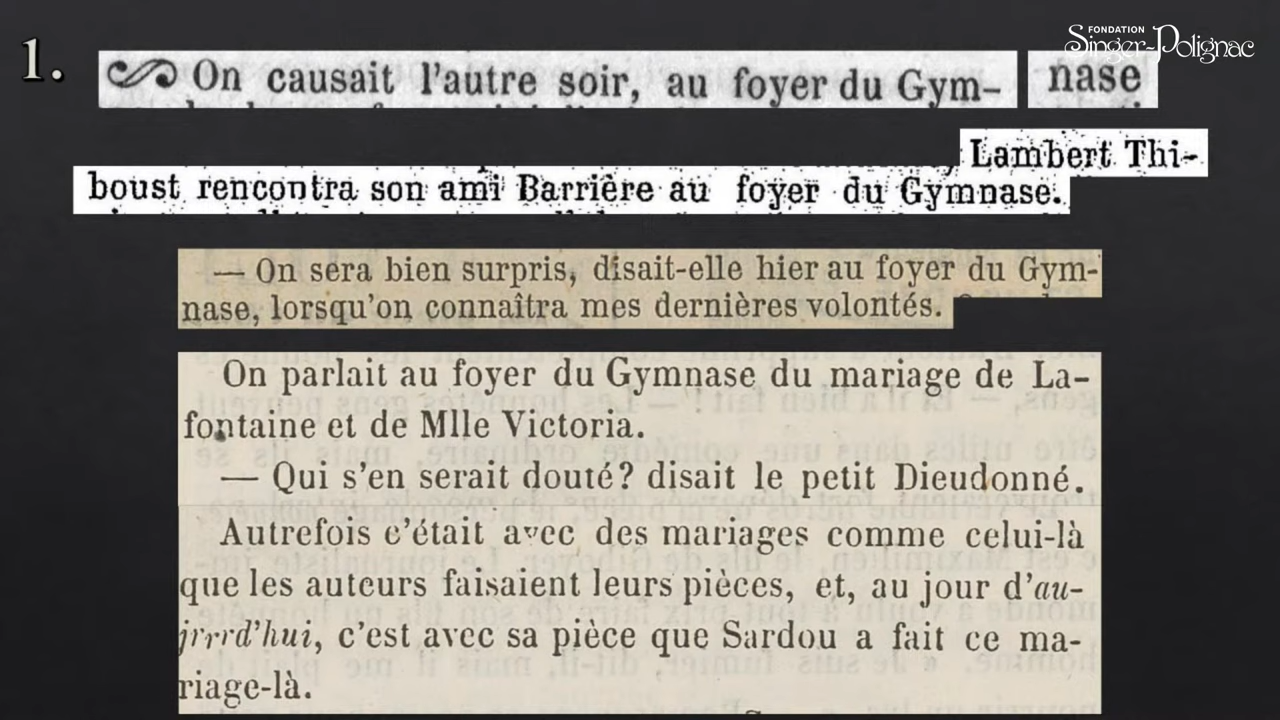 FONDATION
Singer-Polignac
1.
On causait l'autre soir, au foyer du Gym- nase
Lambert Thi-
boust rencontra son ami Barrière au foyer du Gymnase.
— On sera bien surpris, disait-elle hier au foyer du Gym-
nase, lorsqu'on connaîtra mes dernières volontés.
On parlait au foyer du Gymnase du mariage de La-
fontaine et de Mlle Victoria.
— Qui s'en serait douté? disait le petit Dieudonné.
Autrefois c'était avec des mariages comme celui-là
que les auteurs faisaient leurs pièces, et, au jour d'au-
jrrrd'hui, c'est avec sa pièce que Sardou a fait ce ma-
riage-là.